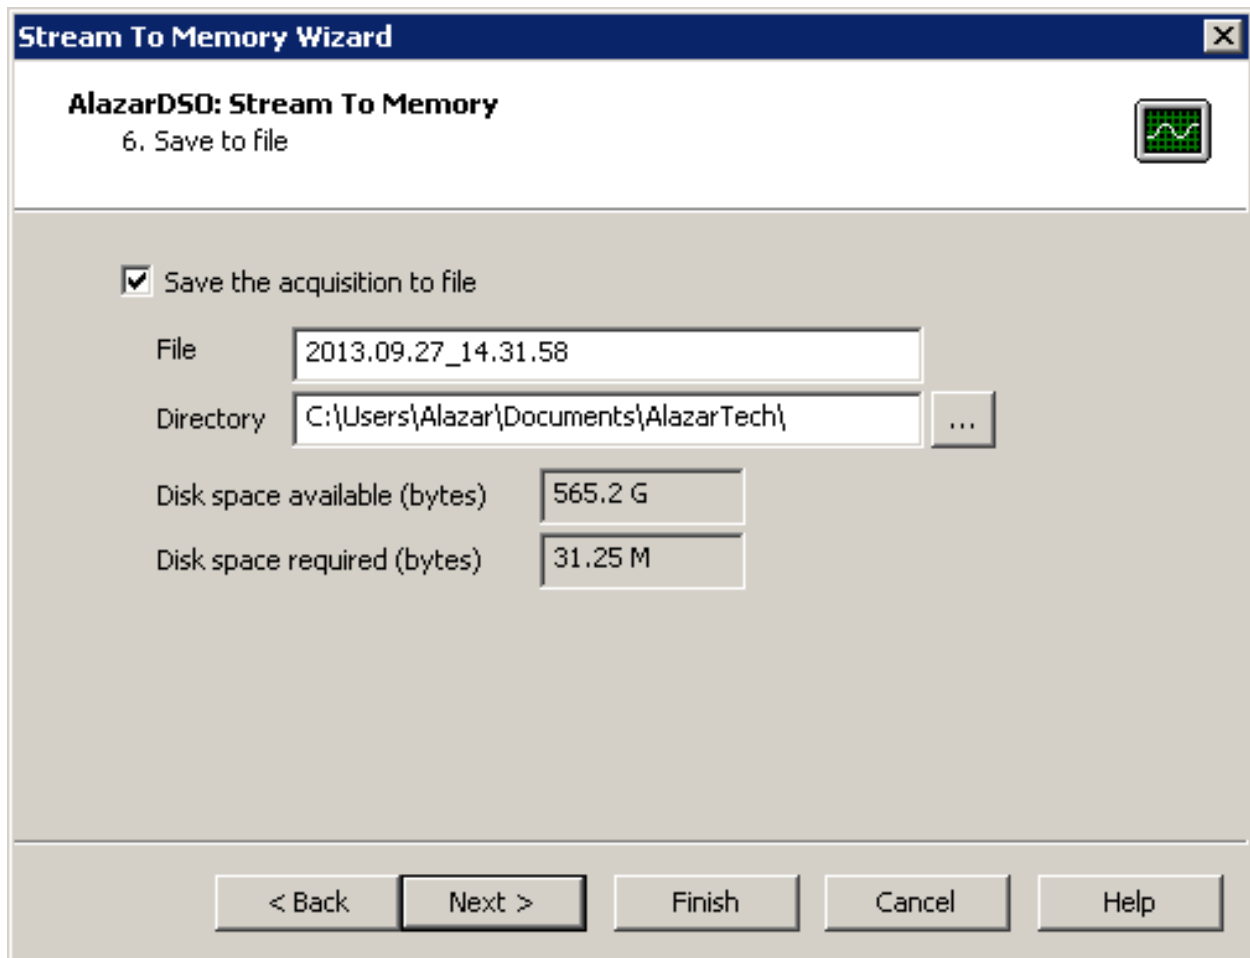 Stream To Memory Wizard
AlazarDSO: Stream To Memory
6. Save to file
Save the acquisition to file
File 2013.09.27_14.31.58
Directory C:\Users\Alazar\Documents\AlazarTech\ ...
Disk space available (bytes) 565.2 G
Disk space required (bytes) 31.25 M
< Back Next > Finish Cancel Help